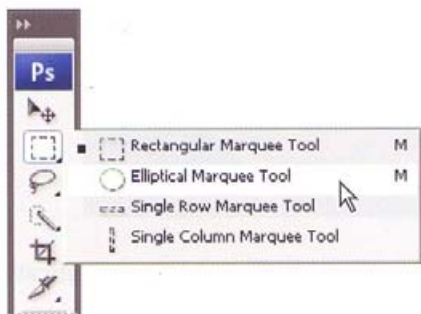 Ps
Rectangular Marquee Tool M
Elliptical Marquee Tool M
Single Row Marquee Tool
Single Column Marquee Tool